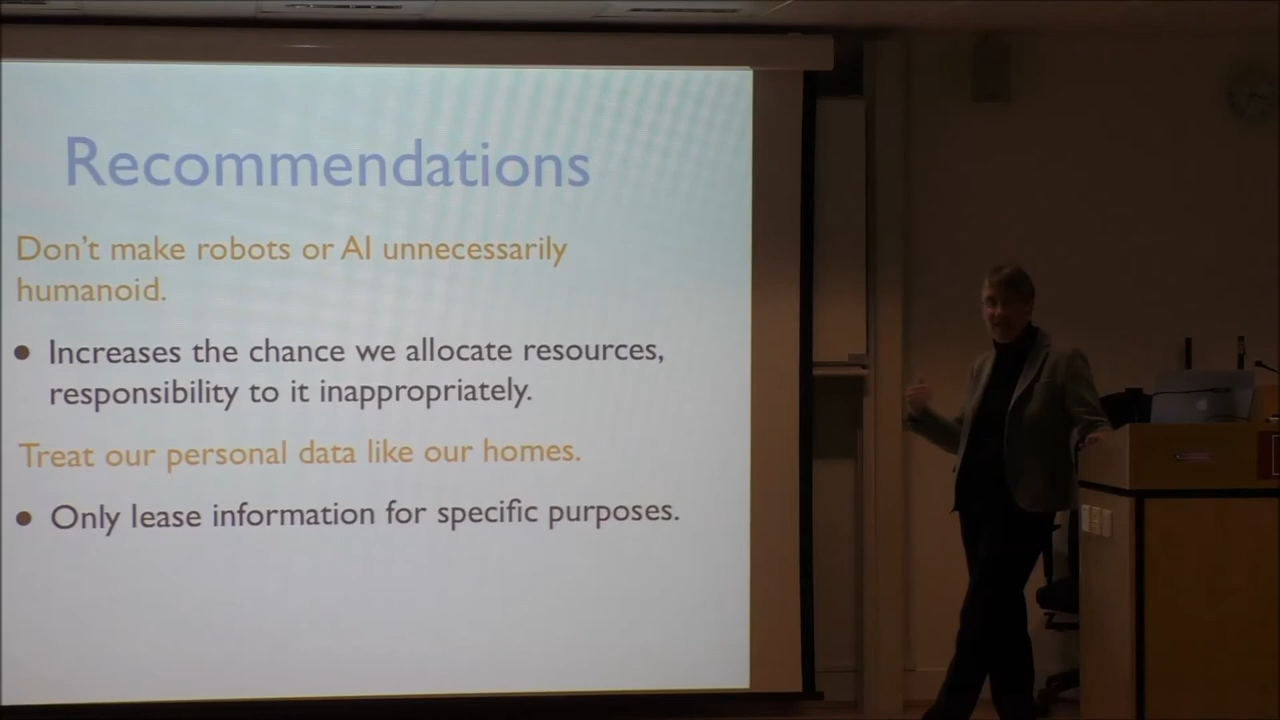 Recommendations
Don't make robots or AI unnecessarily
humanoid.
• Increases the chance we allocate resources,
responsibility to it inappropriately.
Treat our personal data like our homes.
• Only lease information for specific purposes.